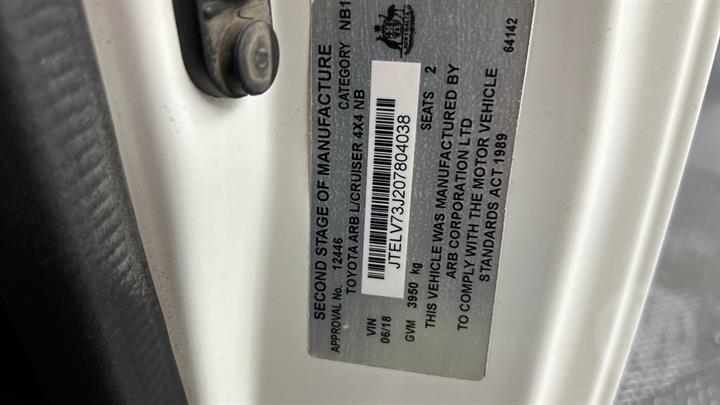 SECOND STAGE OF MANUFACTURE
APPROVAL No. 12446 CATEGORY NB1
TOYOTA ARB L/CRUISER 4X4 NB
VIN JTELV73J207804038
06/18
GVM 3950 kg SEATS 2
THIS VEHICLE WAS MANUFACTURED BY
ARB CORPORATION LTD
TO COMPLY WITH THE MOTOR VEHICLE
STANDARDS ACT 1989
64142